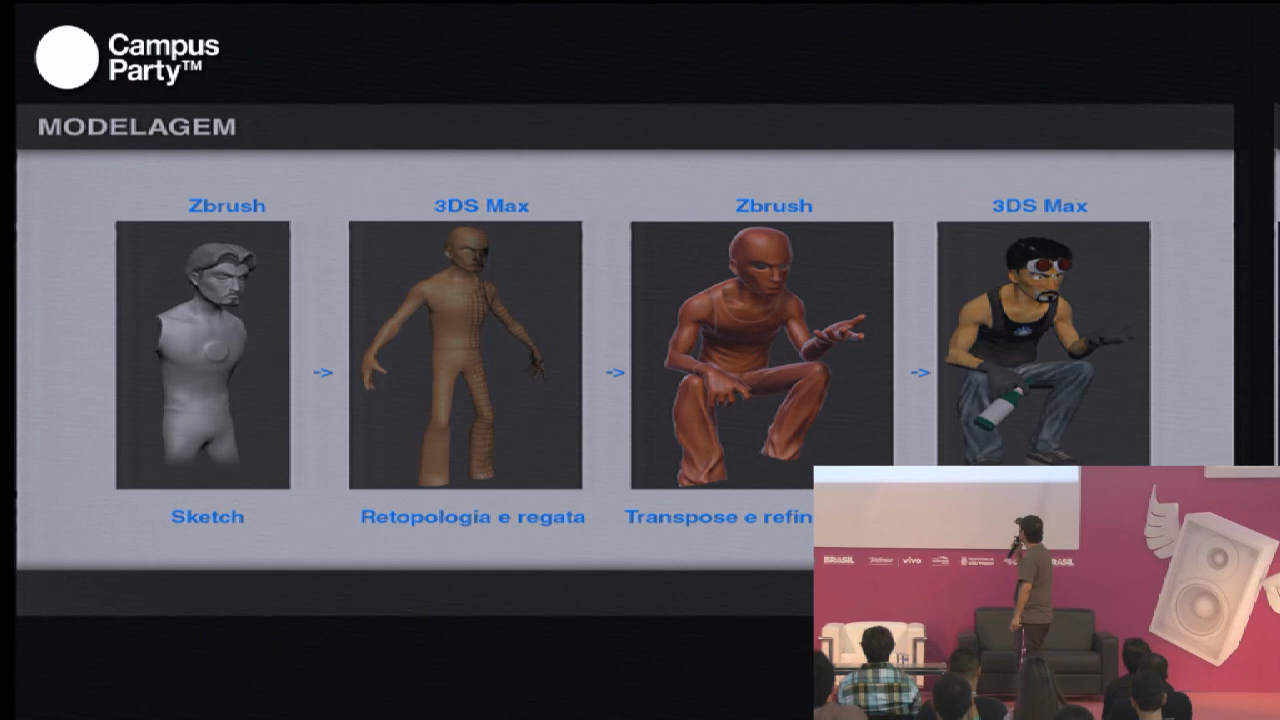 Campus
Party™
MODELAGEM
Zbrush
3DS Max
Zbrush
3DS Max
->
->
->
Sketch
Retopologia e regata
Transpose e refin
BRASIL
vivo